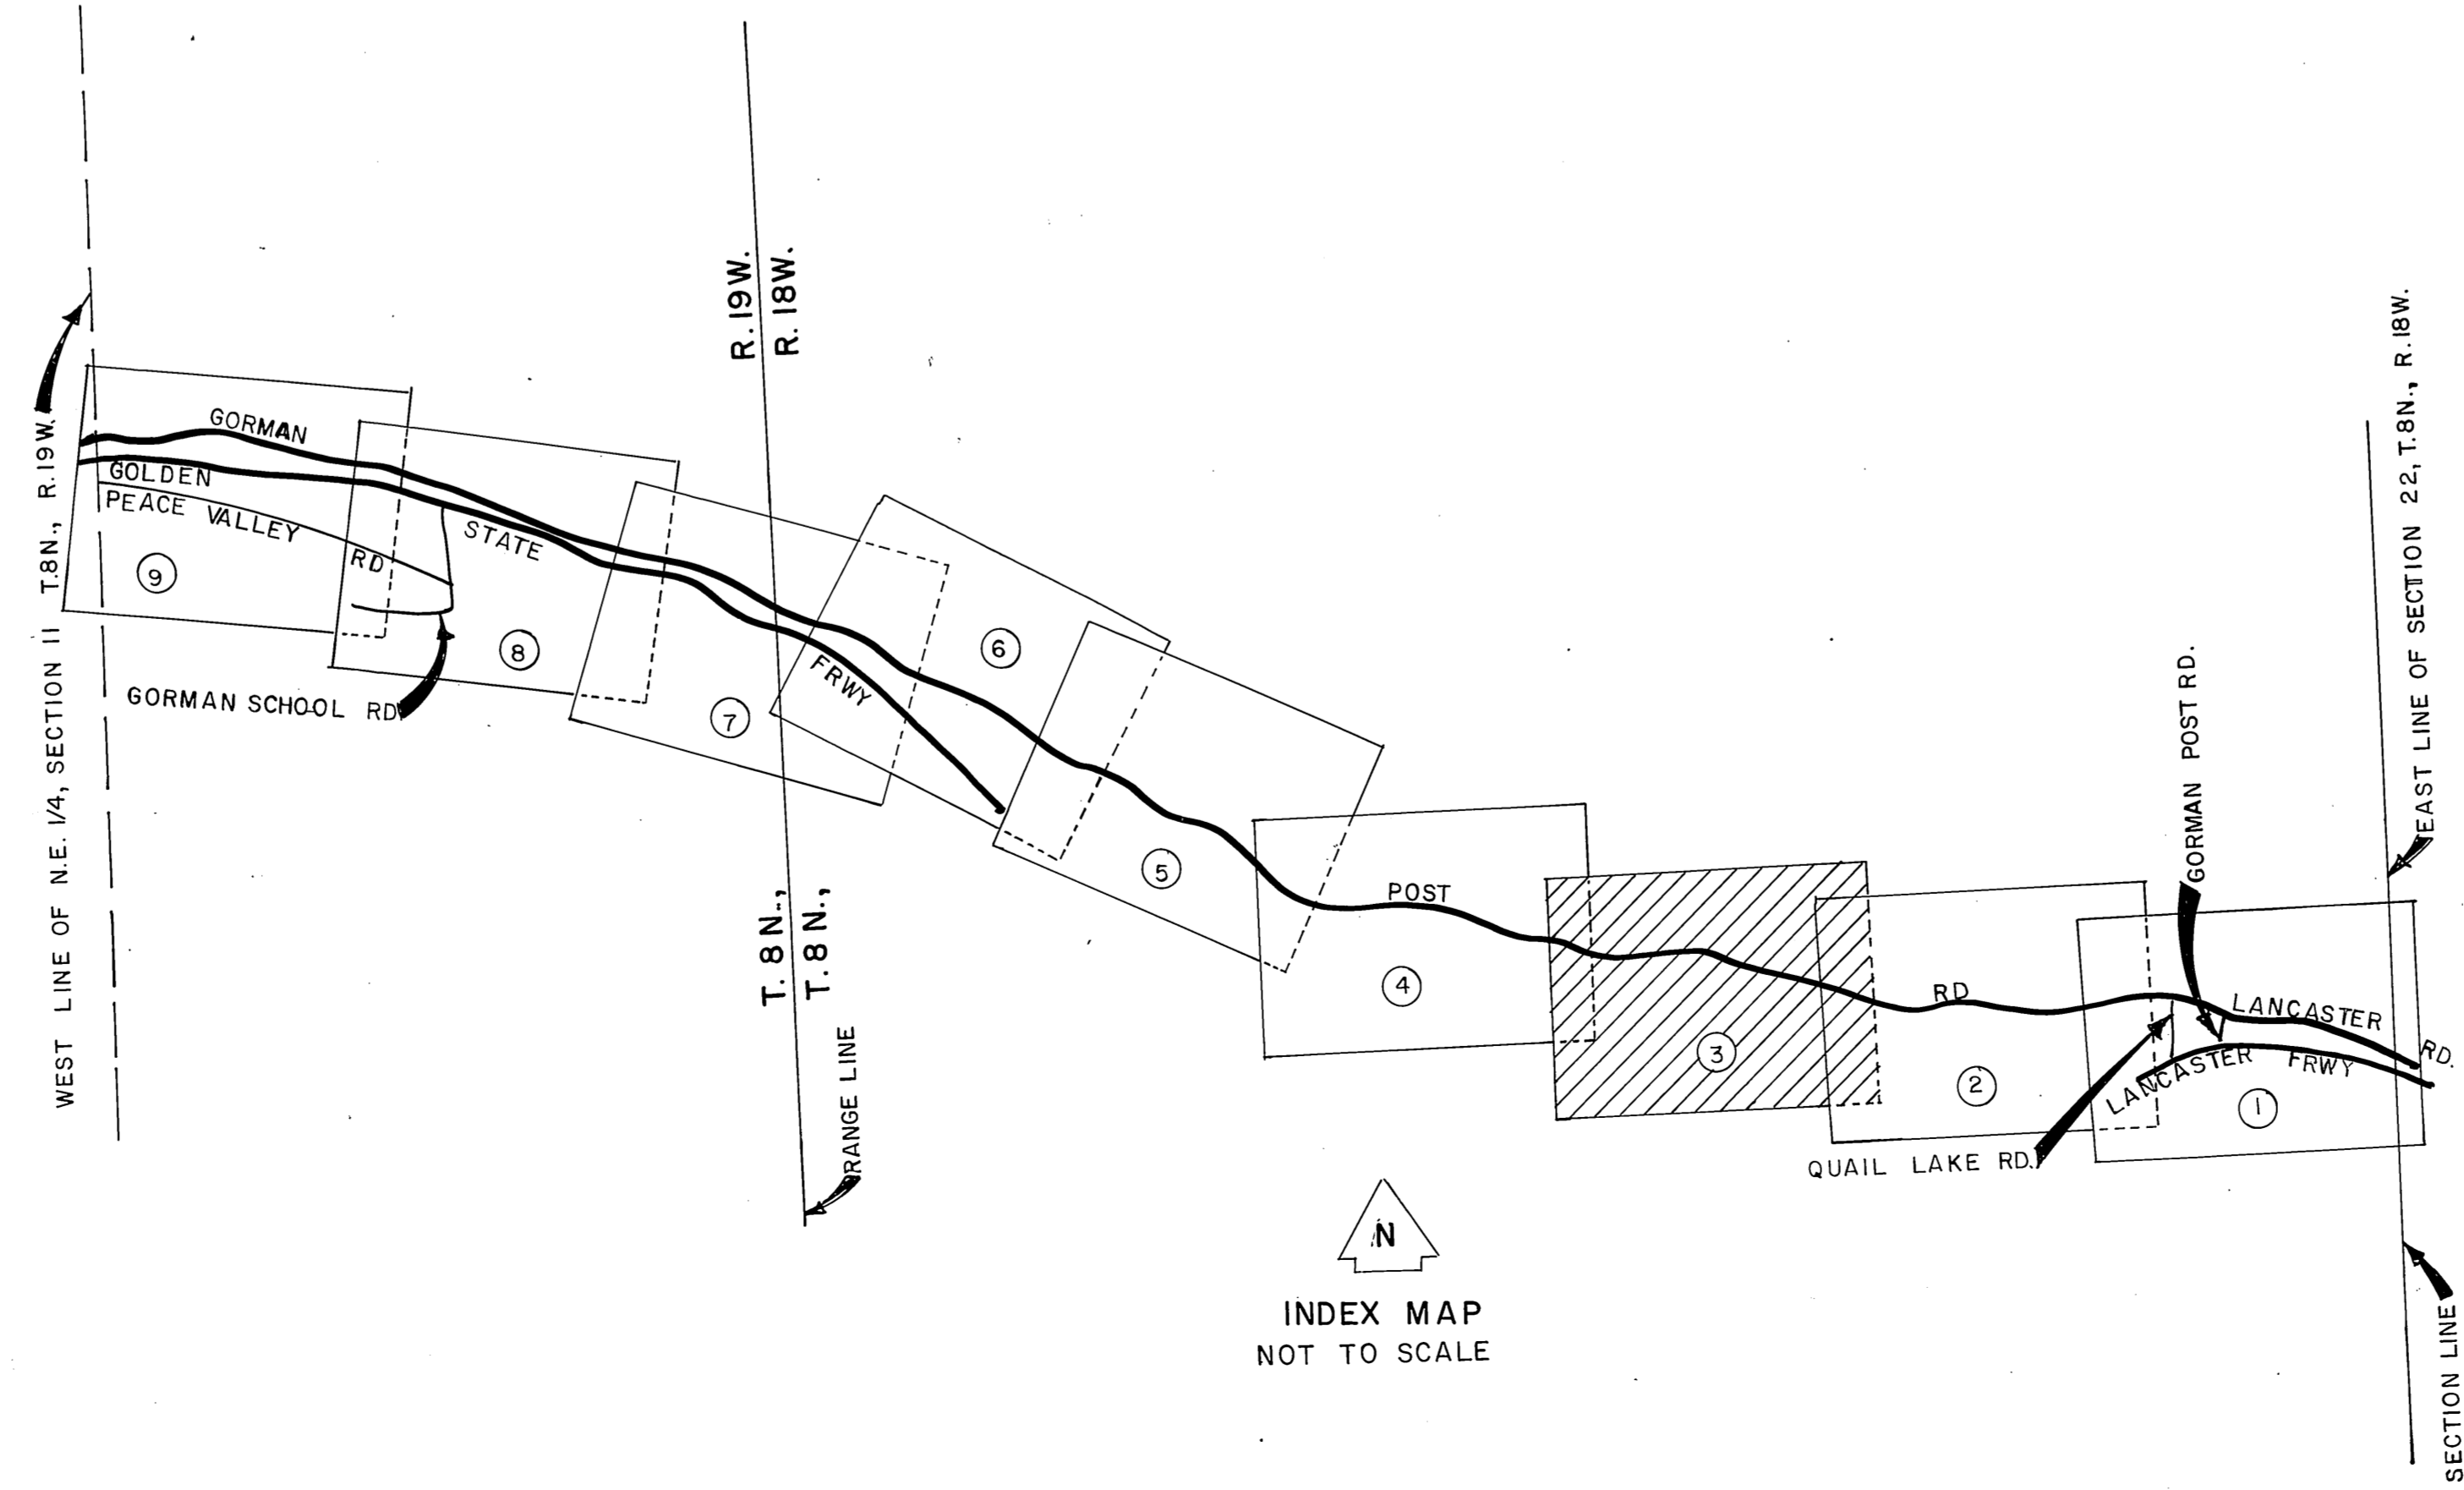 R.19W.
R.18W.
T.8N.,
T.8N.,
RANGE LINE
WEST LINE OF N.E. 1/4, SECTION 11 T.8N., R.19W.
GORMAN
GOLDEN
PEACE VALLEY
RD
STATE
FRWY
GORMAN SCHOOL RD.
9
8
7
6
5
POST
4
3
RD
2
QUAIL LAKE RD.
GORMAN POST RD.
LANCASTER RD.
LANCASTER FRWY
1
EAST LINE OF SECTION 22, T.8N., R.18W.
SECTION LINE
N
INDEX MAP
NOT TO SCALE